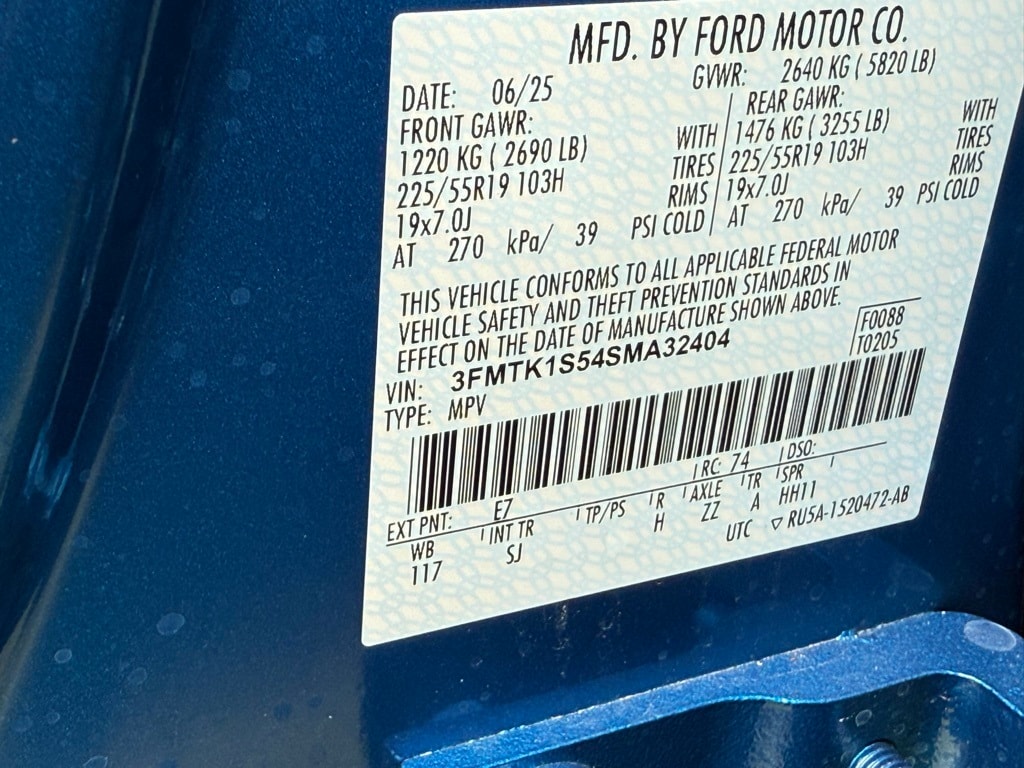 MFD. BY FORD MOTOR CO.
DATE: 06/25 GVWR: 2640 KG ( 5820 LB)
FRONT GAWR: REAR GAWR:
1220 KG ( 2690 LB) WITH 1476 KG ( 3255 LB) WITH
225/55R19 103H TIRES 225/55R19 103H TIRES
19x7.0J RIMS 19x7.0J RIMS
AT 270 kPa/ 39 PSI COLD AT 270 kPa/ 39 PSI COLD
THIS VEHICLE CONFORMS TO ALL APPLICABLE FEDERAL MOTOR
VEHICLE SAFETY AND THEFT PREVENTION STANDARDS IN
EFFECT ON THE DATE OF MANUFACTURE SHOWN ABOVE.
VIN: 3FMTK1S54SMA32404 F0088
TYPE: MPV T0205
EXT PNT: E7 RC: 74 DSO:
WB INT TR TP/PS R AXLE TR SPR
117 SJ H ZZ A HH11
UTC ▽ RU5A-1520472-AB